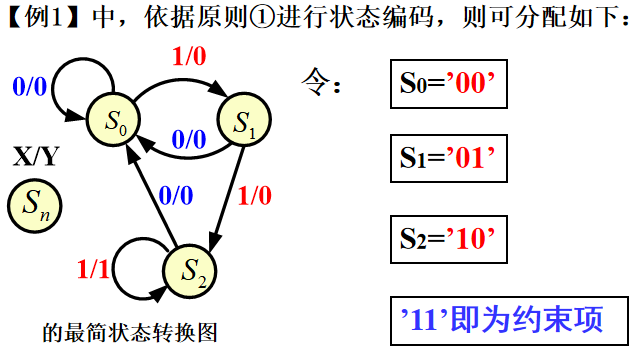 【例1】中，依据原则①进行状态编码，则可分配如下：
1/0
令：
S0=’00’
0/0
S0
S1
0/0
S1=’01’
X/Y
Sn
0/0
1/0
S2=’10’
1/1
S2
’11’即为约束项
的最简状态转换图